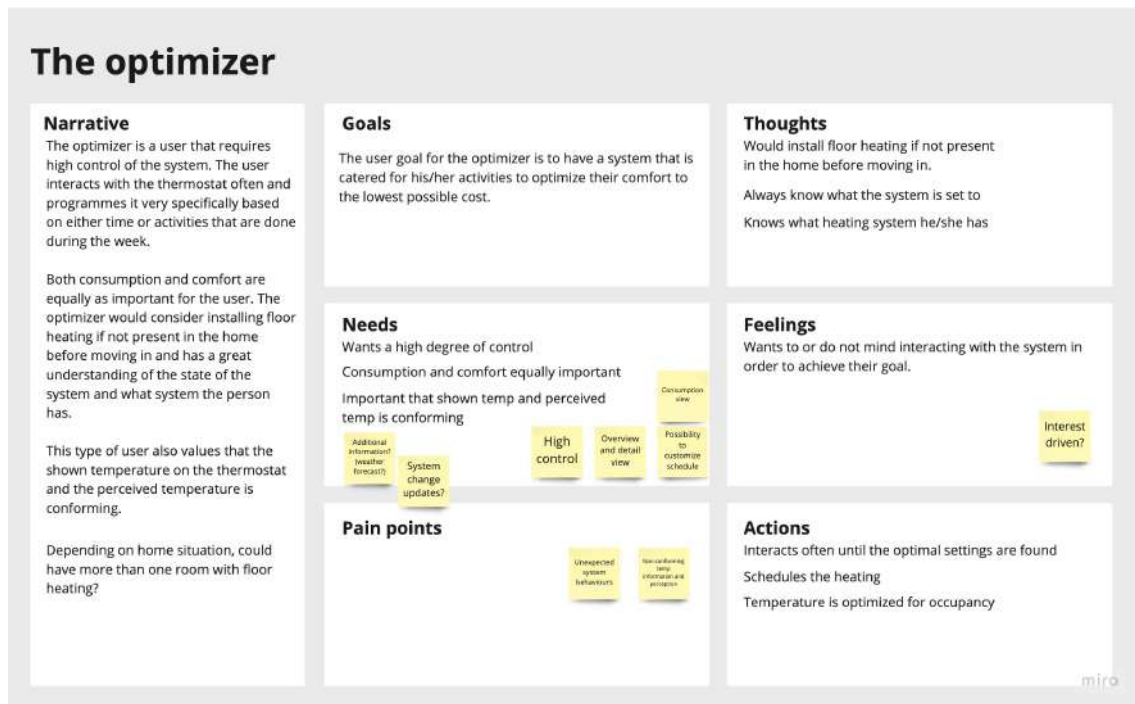 The optimizer
Narrative
The optimizer is a user that requires
high control of the system. The user
interacts with the thermostat often and
programmes it very specifically based
on either time or activities that are done
during the week.
Both consumption and comfort are
equally as important for the user. The
optimizer would consider installing floor
heating if not present in the home
before moving in and has a great
understanding of the state of the
system and what system the person
has.
This type of user also values that the
shown temperature on the thermostat
and the perceived temperature is
conforming.
Depending on home situation, could
have more than one room with floor
heating?
Goals
The user goal for the optimizer is to have a system that is
catered for his/her activities to optimize their comfort to
the lowest possible cost.
Thoughts
Would install floor heating if not present
in the home before moving in.
Always know what the system is set to
Knows what heating system he/she has
Needs
Wants a high degree of control
Consumption and comfort equally important
Important that shown temp and perceived
temp is conforming
Additional
information?
(weather
forecast?)
System
change
updates?
High
control
Overview
and detail
view
Consumption
view
Possibility
to
customize
schedule
Feelings
Wants to or do not mind interacting with the system in
order to achieve their goal.
Interest
driven?
Pain points
Unexpected
system
behaviours
Non-conforming
temp
information and
perception
Actions
Interacts often until the optimal settings are found
Schedules the heating
Temperature is optimized for occupancy
miro